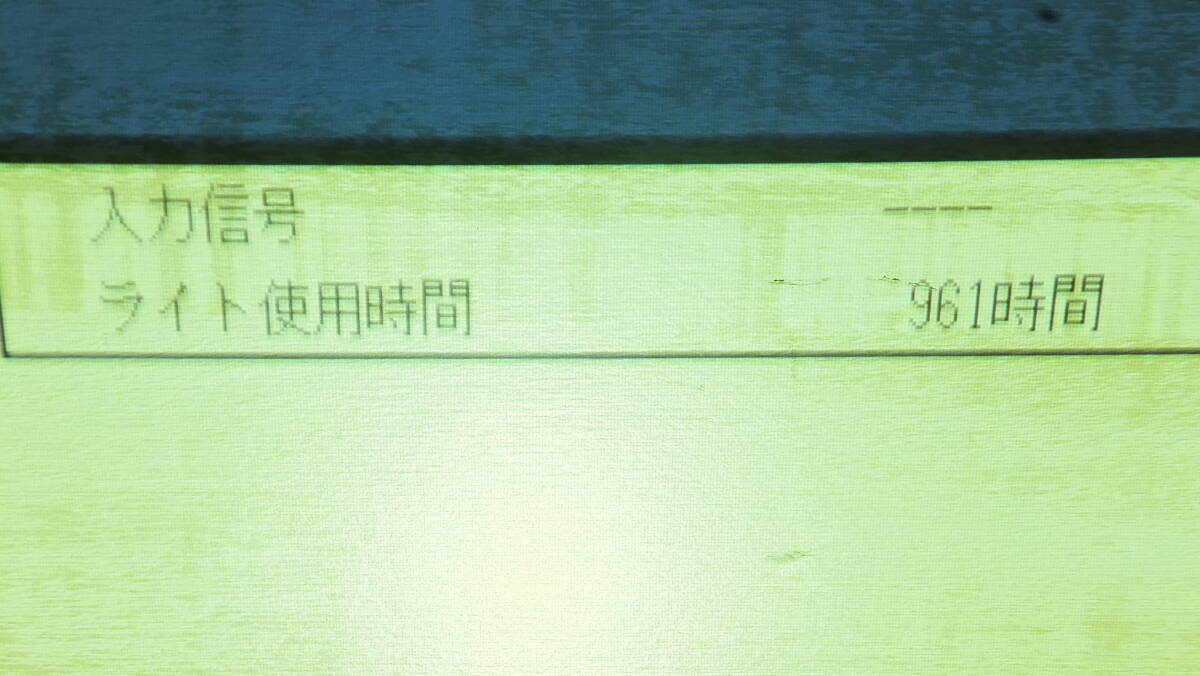 入力信号 ----
ライト使用時間 961時間